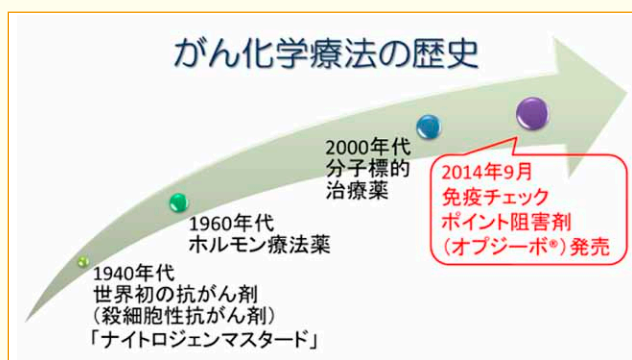 がん化学療法の歴史
1940年代
世界初の抗がん剤
(殺細胞性抗がん剤)
「ナイトロジェンマスタード」
1960年代
ホルモン療法薬
2000年代
分子標的
治療薬
2014年9月
免疫チェック
ポイント阻害剤
(オプジーボ®)発売